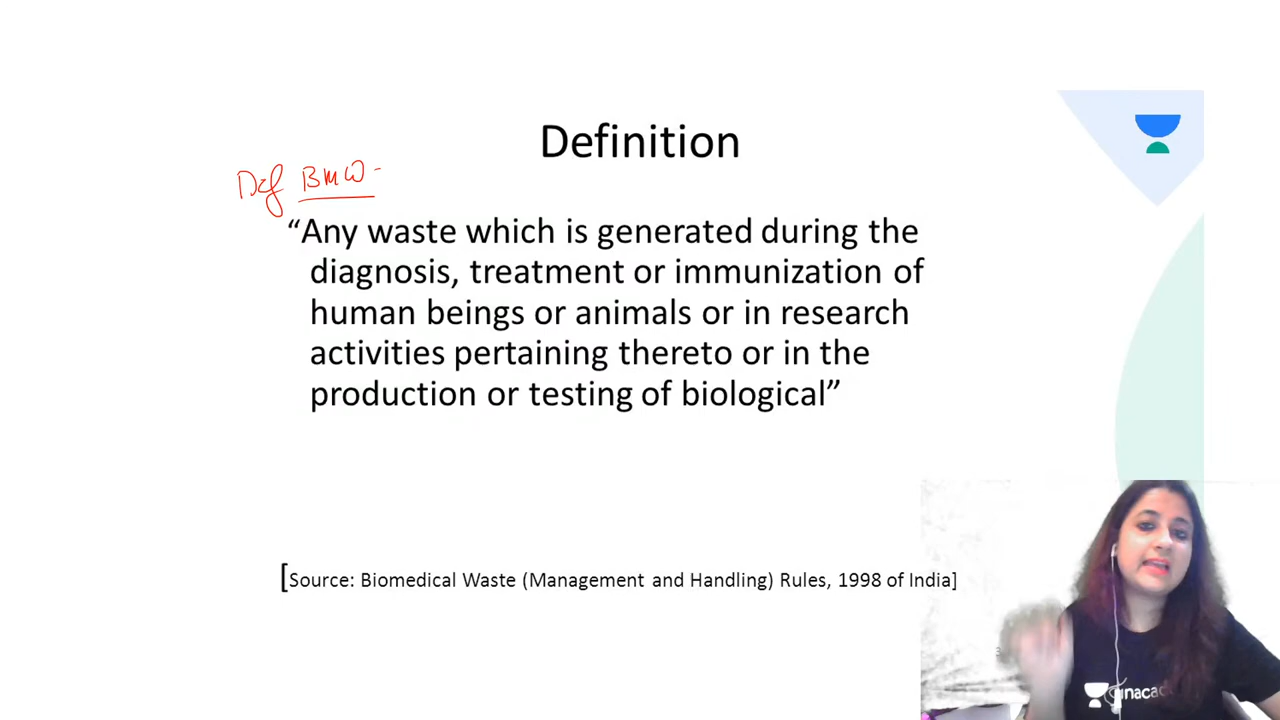 Definition
Def BMW -
“Any waste which is generated during the
diagnosis, treatment or immunization of
human beings or animals or in research
activities pertaining thereto or in the
production or testing of biological”
[Source: Biomedical Waste (Management and Handling) Rules, 1998 of India]